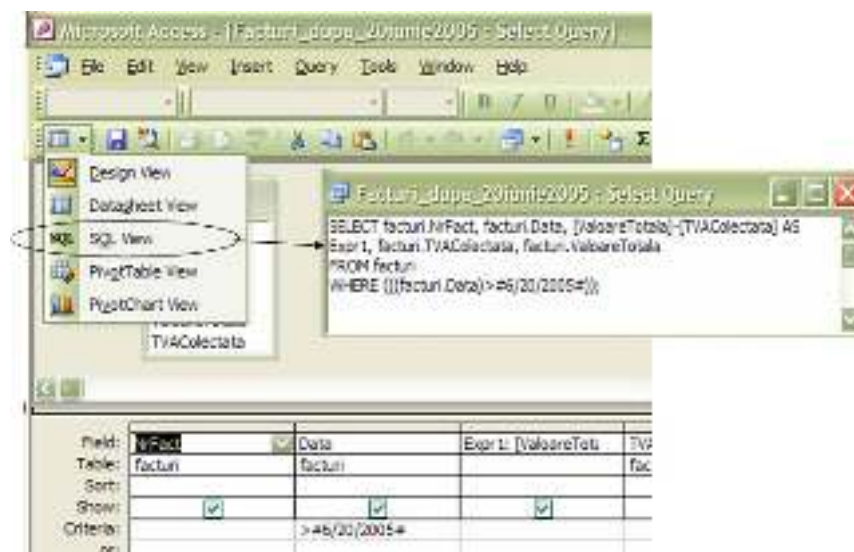 Microsoft Access - [Facturi_dupa_20iunie2005 : Select Query]
File Edit View Insert Query Tools Window Help
Design View
Datasheet View
SQL SQL View
PivotTable View
PivotChart View
TVAColectata
Facturi_dupa_20iunie2005 : Select Query
SELECT facturi.NrFact, facturi.Data, [ValoareTotala]-[TVAColectata] AS
Expr1, facturi.TVAColectata, facturi.ValoareTotala
FROM facturi
WHERE (((facturi.Data)>#6/20/2005#));
Field: NrFact Data Expr1: [ValoareTota TVA
Table: facturi facturi fac
Sort:
Show:
Criteria: >#6/20/2005#
or: